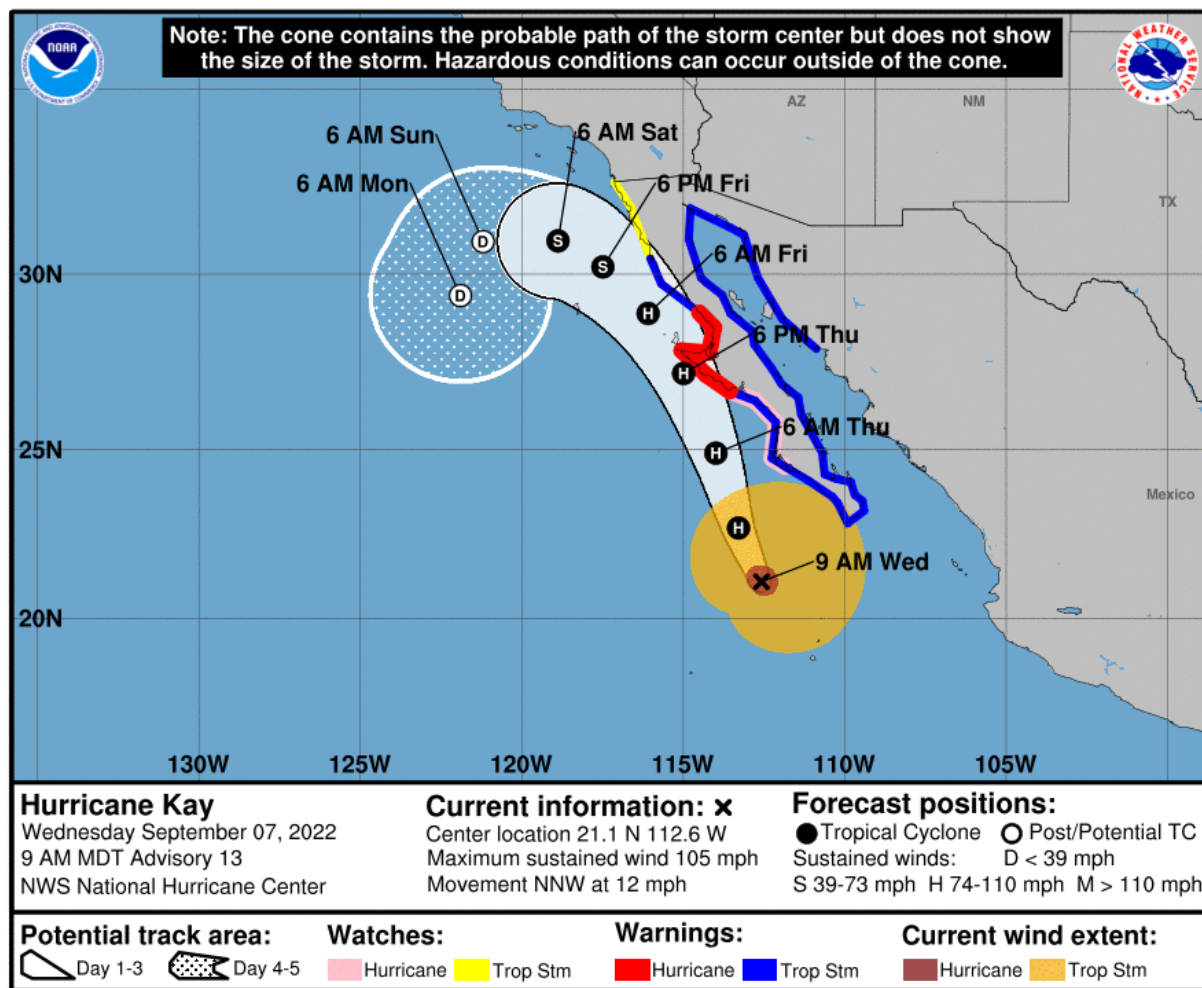 Note: The cone contains the probable path of the storm center but does not show
the size of the storm. Hazardous conditions can occur outside of the cone.
NOAA
NATIONAL WEATHER SERVICE
AZ
NM
TX
Mexico
6 AM Sun
6 AM Sat
6 AM Mon
6 PM Fri
6 AM Fri
6 PM Thu
6 AM Thu
9 AM Wed
D
D
S
S
H
H
H
H
30N
25N
20N
130W 125W 120W 115W 110W 105W
Hurricane Kay
Wednesday September 07, 2022
9 AM MDT Advisory 13
NWS National Hurricane Center
Current information: x
Center location 21.1 N 112.6 W
Maximum sustained wind 105 mph
Movement NNW at 12 mph
Forecast positions:
Tropical Cyclone Post/Potential TC
Sustained winds: D < 39 mph
S 39-73 mph H 74-110 mph M > 110 mph
Potential track area:
Day 1-3 Day 4-5
Watches:
Hurricane Trop Stm
Warnings:
Hurricane Trop Stm
Current wind extent:
Hurricane Trop Stm